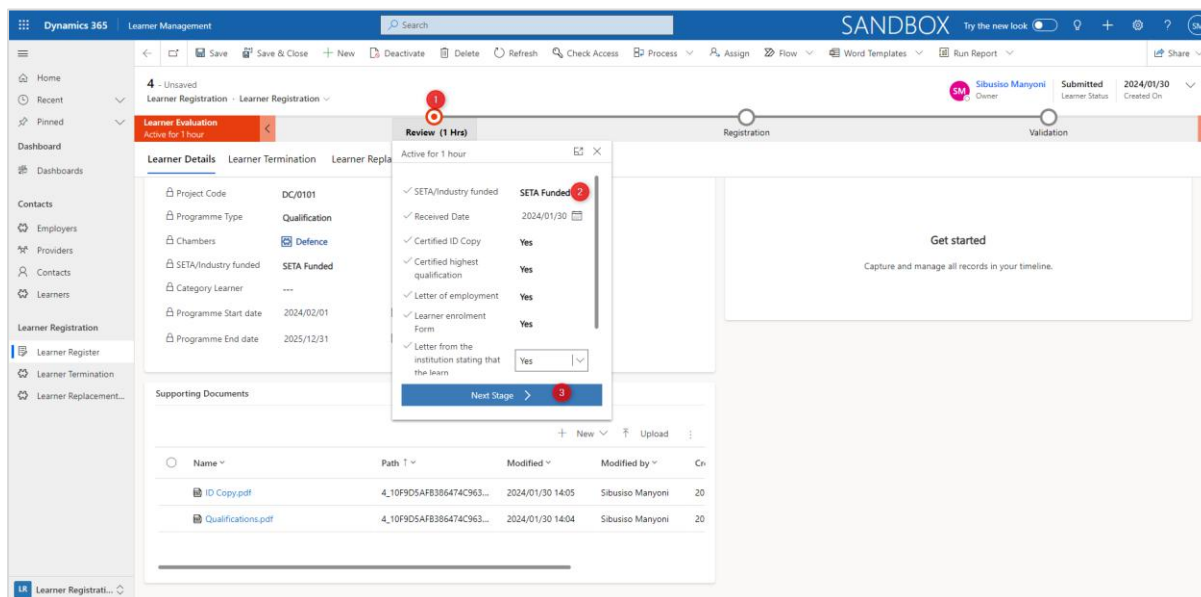 Dynamics 365 Learner Management Search SANDBOX Try the new look
Save Save & Close New Deactivate Delete Refresh Check Access Process Assign Flow Word Templates Run Report Share
Home
Recent
Pinned
Dashboard
Dashboards
Contacts
Employers
Providers
Contacts
Learners
Learner Registration
Learner Register
Learner Termination
Learner Replacement...
LR Learner Registrati...
4 - Unsaved
Learner Registration · Learner Registration
SM Sibusiso Manyoni
Owner
Submitted
Learner Status
2024/01/30
Created On
Learner Evaluation
Active for 1 hour
1
Review (1 Hrs)
Registration
Validation
Learner Details Learner Termination Learner Repla
Project Code DC/0101
Programme Type Qualification
Chambers Defence
SETA/Industry funded SETA Funded
Category Learner ---
Programme Start date 2024/02/01
Programme End date 2025/12/31
Active for 1 hour
SETA/Industry funded SETA Funded 2
Received Date 2024/01/30
Certified ID Copy Yes
Certified highest
qualification Yes
Letter of employment Yes
Learner enrolment
Form Yes
Letter from the
institution stating that Yes
the learn
Next Stage 3
Get started
Capture and manage all records in your timeline.
Supporting Documents
New Upload
Name Path Modified Modified by Cr
ID Copy.pdf 4_10F9D5AFB386474C963... 2024/01/30 14:05 Sibusiso Manyoni 20
Qualifications.pdf 4_10F9D5AFB386474C963... 2024/01/30 14:04 Sibusiso Manyoni 20